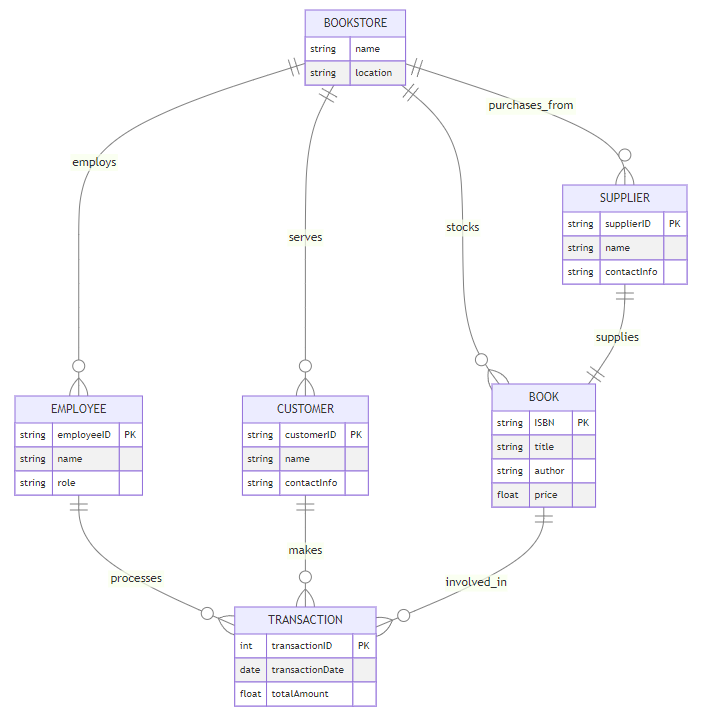 BOOKSTORE
string name
string location
purchases_from
employs
SUPPLIER
string supplierID PK
string name
string contactInfo
serves
stocks
supplies
EMPLOYEE
string employeeID PK
string name
string role
CUSTOMER
string customerID PK
string name
string contactInfo
BOOK
string ISBN PK
string title
string author
float price
processes
makes
involved_in
TRANSACTION
int transactionID PK
date transactionDate
float totalAmount